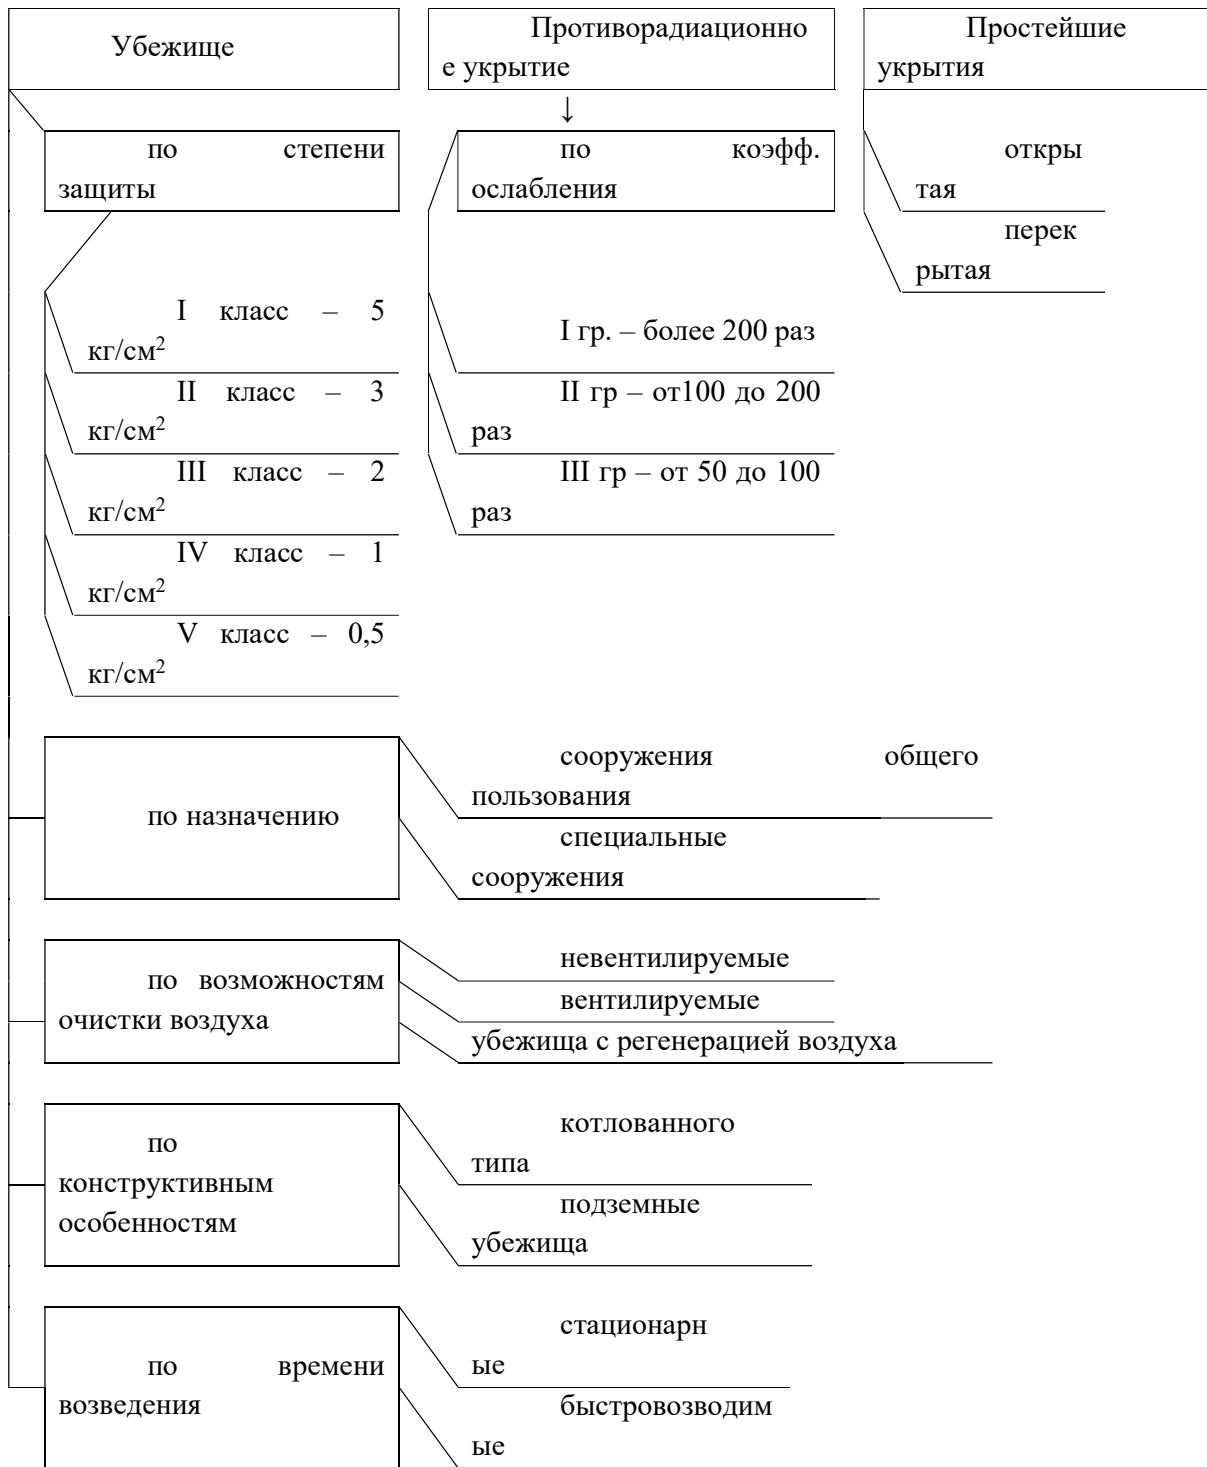 Убежище
Противорадиационно
е укрытие
Простейшие
укрытия
↓
по степени
защиты
по коэфф.
ослабления
откры
тая
перек
рытая
I класс – 5
кг/см²
II класс – 3
кг/см²
III класс – 2
кг/см²
IV класс – 1
кг/см²
V класс – 0,5
кг/см²
I гр. – более 200 раз
II гр – от100 до 200
раз
III гр – от 50 до 100
раз
по назначению
сооружения общего
пользования
специальные
сооружения
по возможностям
очистки воздуха
невентилируемые
вентилируемые
убежища с регенерацией воздуха
по
конструктивным
особенностям
котлованного
типа
подземные
убежища
по времени
возведения
стационарн
ые
быстровозводим
ые